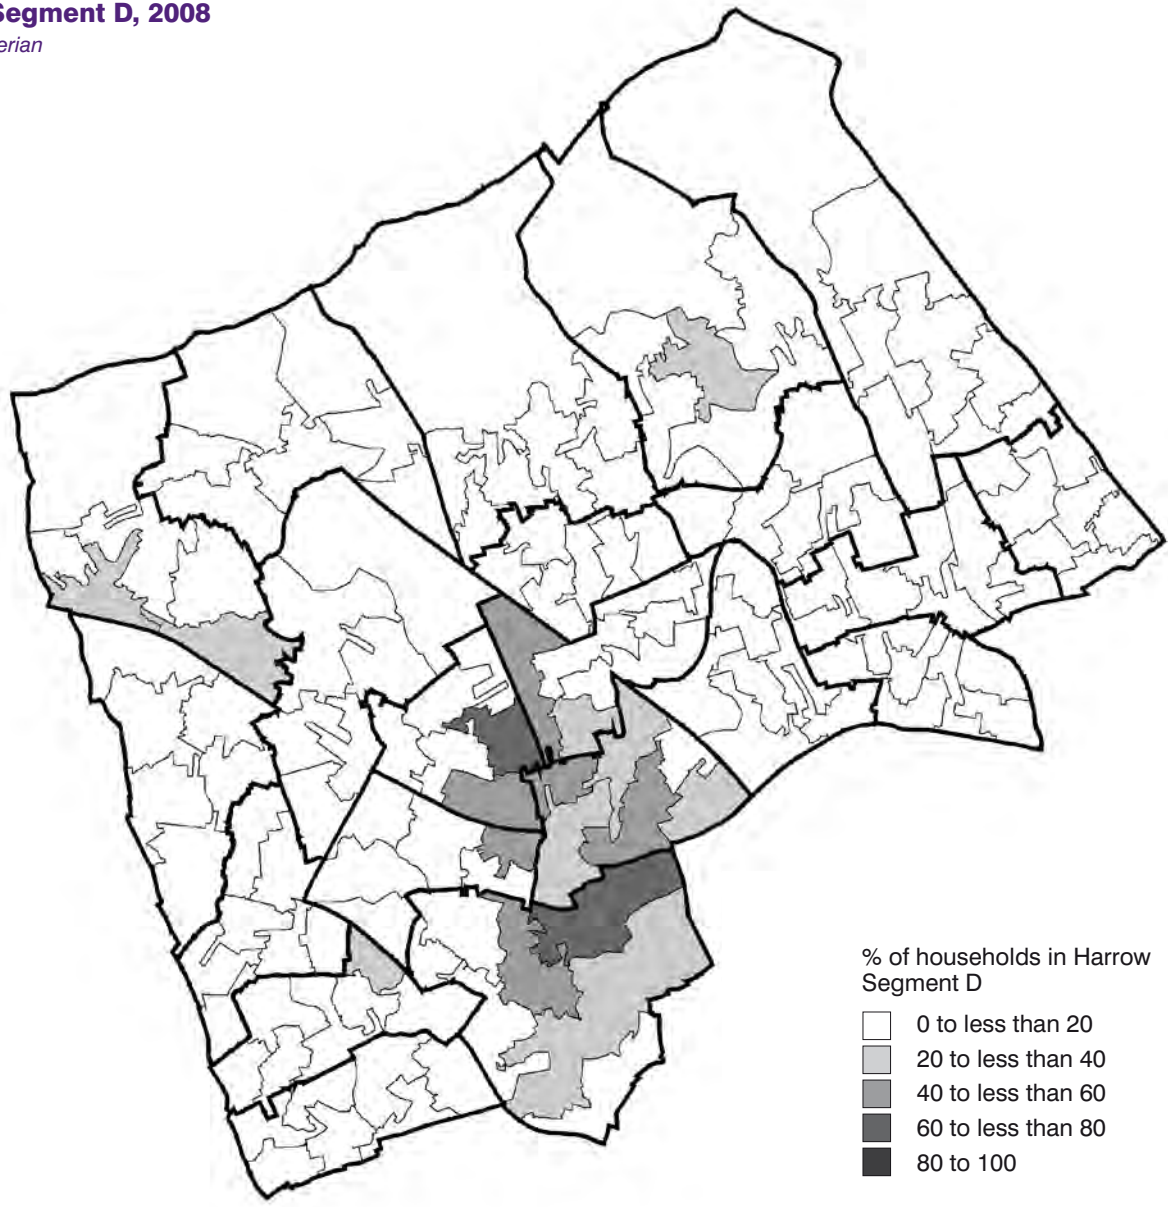 Segment D, 2008
erian
% of households in Harrow
Segment D
0 to less than 20
20 to less than 40
40 to less than 60
60 to less than 80
80 to 100